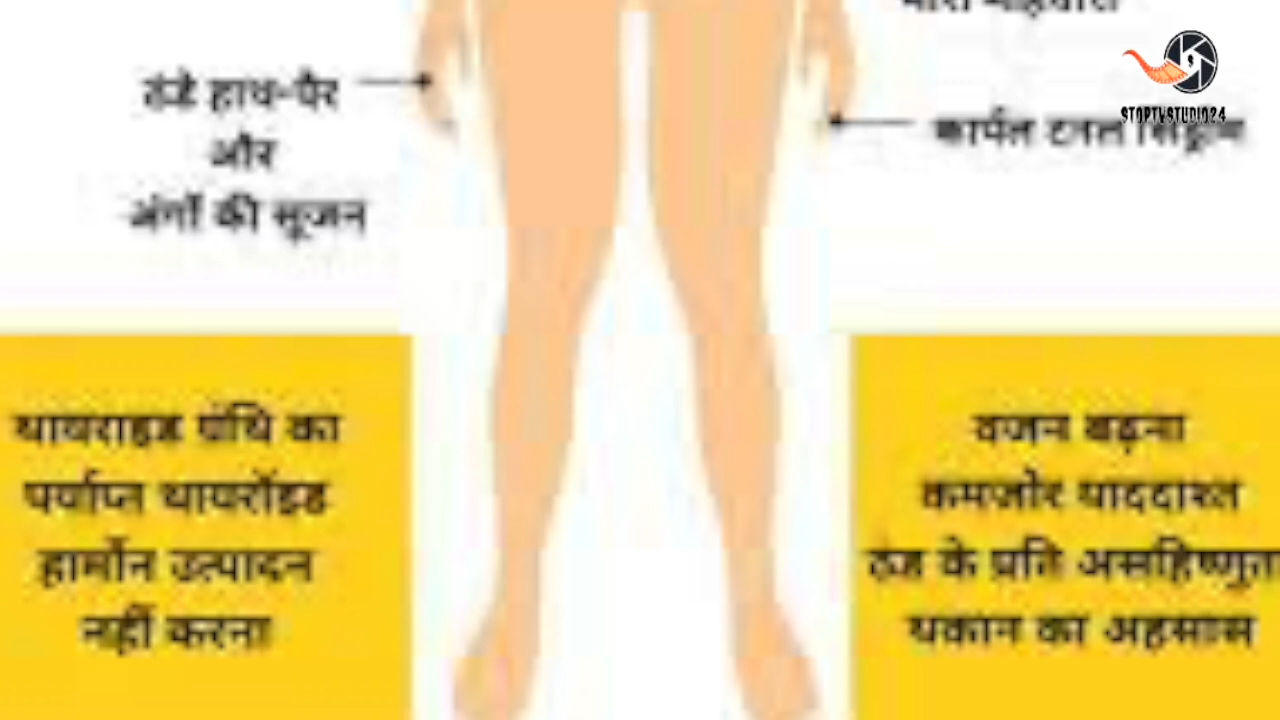 ठंडे हाथ-पैर
और
अंगों की सूजन
कार्पल टनल
STOPTVSTUDIO24
थायराइड ग्रंथि का
पर्याप्त थायरॉइड
हार्मोन उत्पादन
नहीं करना
वजन बढ़ना
कमजोर याददाश्त
ठंड के प्रति असहिष्णुता
थकान का अहसास